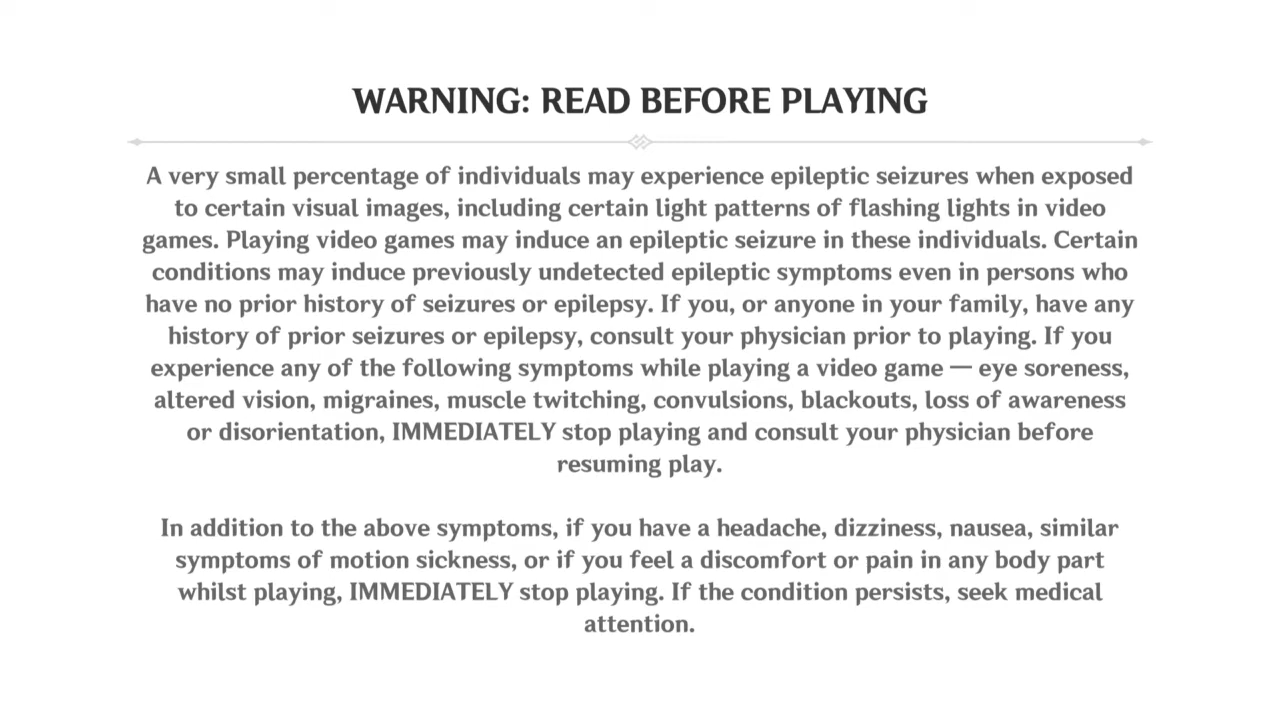 WARNING: READ BEFORE PLAYING
A very small percentage of individuals may experience epileptic seizures when exposed
to certain visual images, including certain light patterns of flashing lights in video
games. Playing video games may induce an epileptic seizure in these individuals. Certain
conditions may induce previously undetected epileptic symptoms even in persons who
have no prior history of seizures or epilepsy. If you, or anyone in your family, have any
history of prior seizures or epilepsy, consult your physician prior to playing. If you
experience any of the following symptoms while playing a video game — eye soreness,
altered vision, migraines, muscle twitching, convulsions, blackouts, loss of awareness
or disorientation, IMMEDIATELY stop playing and consult your physician before
resuming play.
In addition to the above symptoms, if you have a headache, dizziness, nausea, similar
symptoms of motion sickness, or if you feel a discomfort or pain in any body part
whilst playing, IMMEDIATELY stop playing. If the condition persists, seek medical
attention.